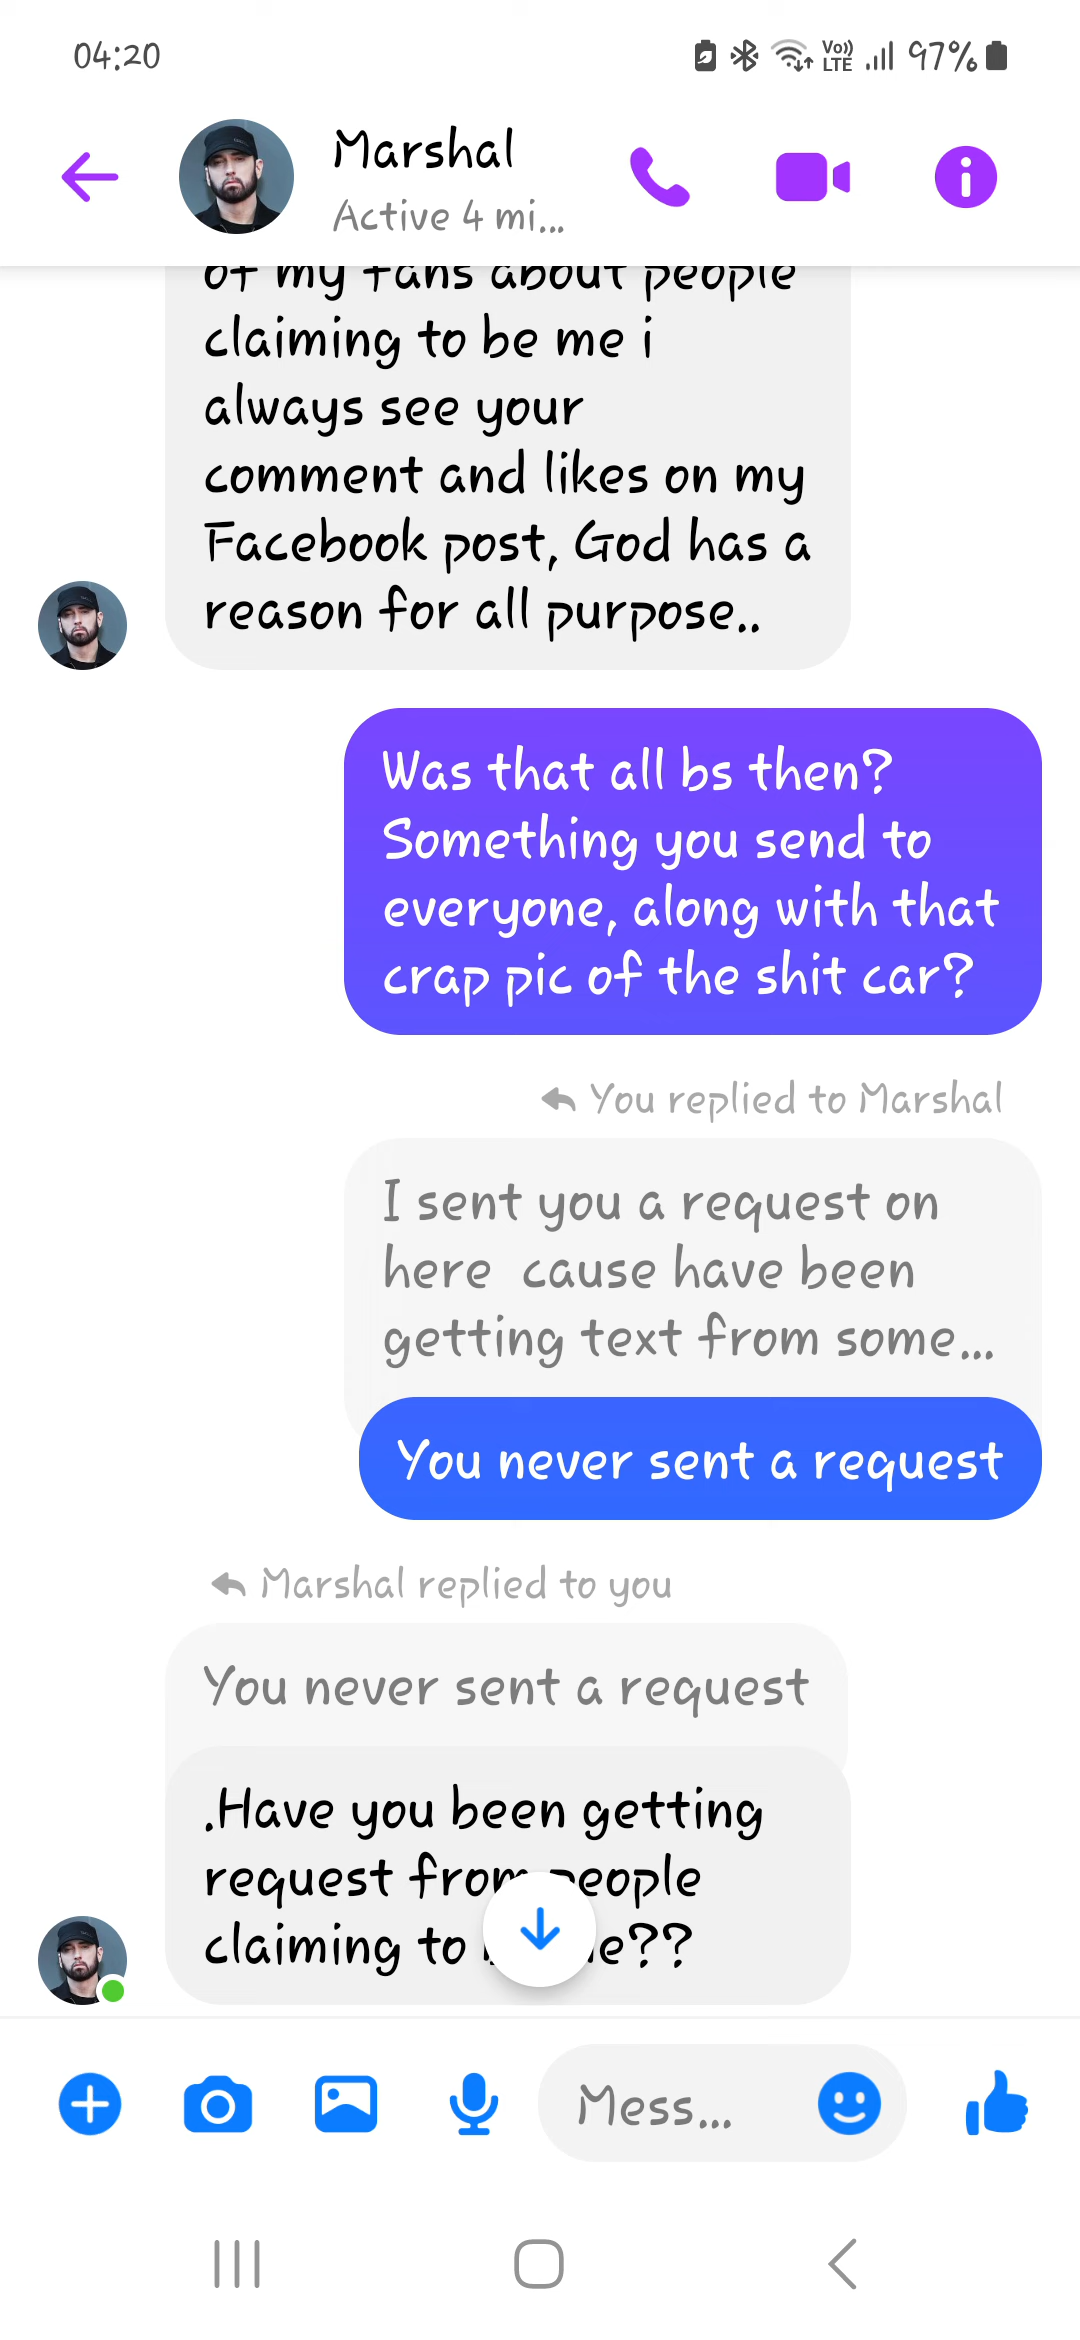 04:20
Vo))
LTE
97%
Marshal
Active 4 mi...
of my fans about people
claiming to be me i
always see your
comment and likes on my
Facebook post, God has a
reason for all purpose..
Was that all bs then?
Something you send to
everyone, along with that
crap pic of the shit car?
You replied to Marshal
I sent you a request on
here cause have been
getting text from some...
You never sent a request
Marshal replied to you
You never sent a request
.Have you been getting
request from people
claiming to
Mess...